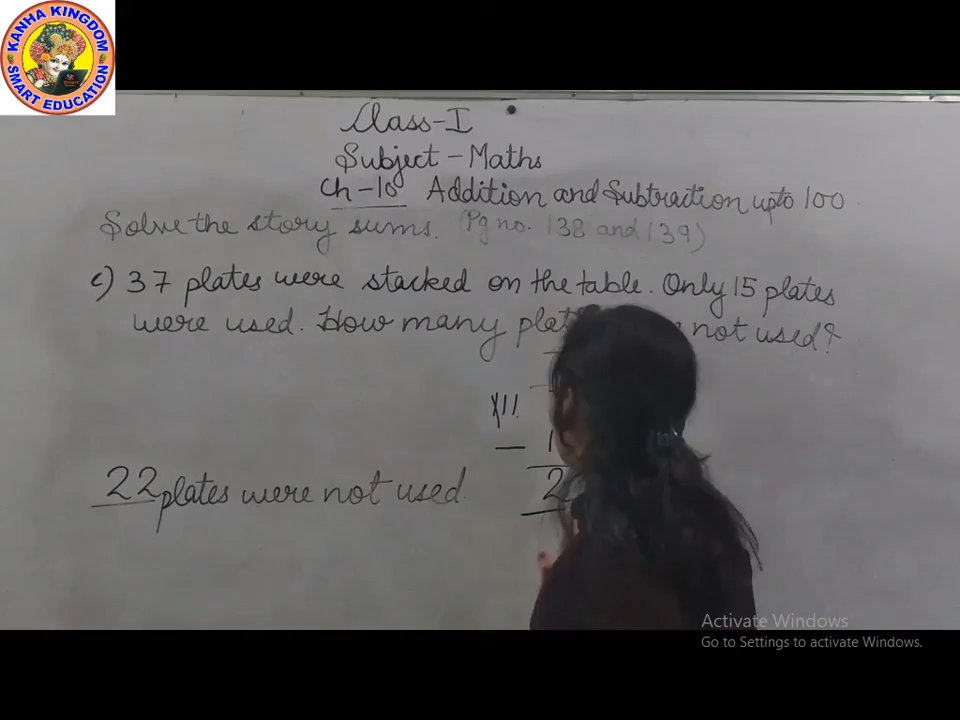 KANHA KINGDOM
SMART EDUCATION
Class-I
Subject - Maths
Ch-10 Addition and Subtraction upto 100
Solve the story sums. (Pg no. 138 and 139)
c) 37 plates were stacked on the table. Only 15 plates
were used. How many not used?
- 1
2
22 plates were not used.
Activate Windows
Go to Settings to activate Windows.